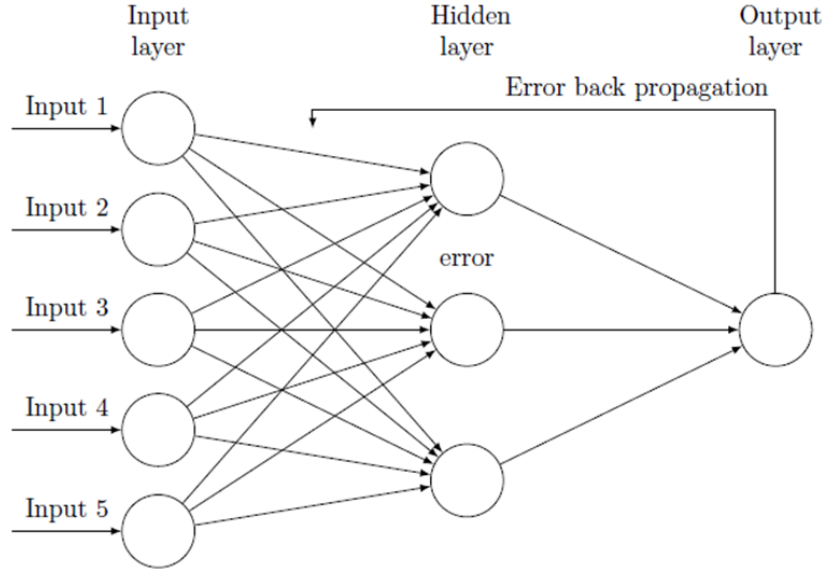 Input
layer
Hidden
layer
Output
layer
Error back propagation
Input 1
Input 2
error
Input 3
Input 4
Input 5